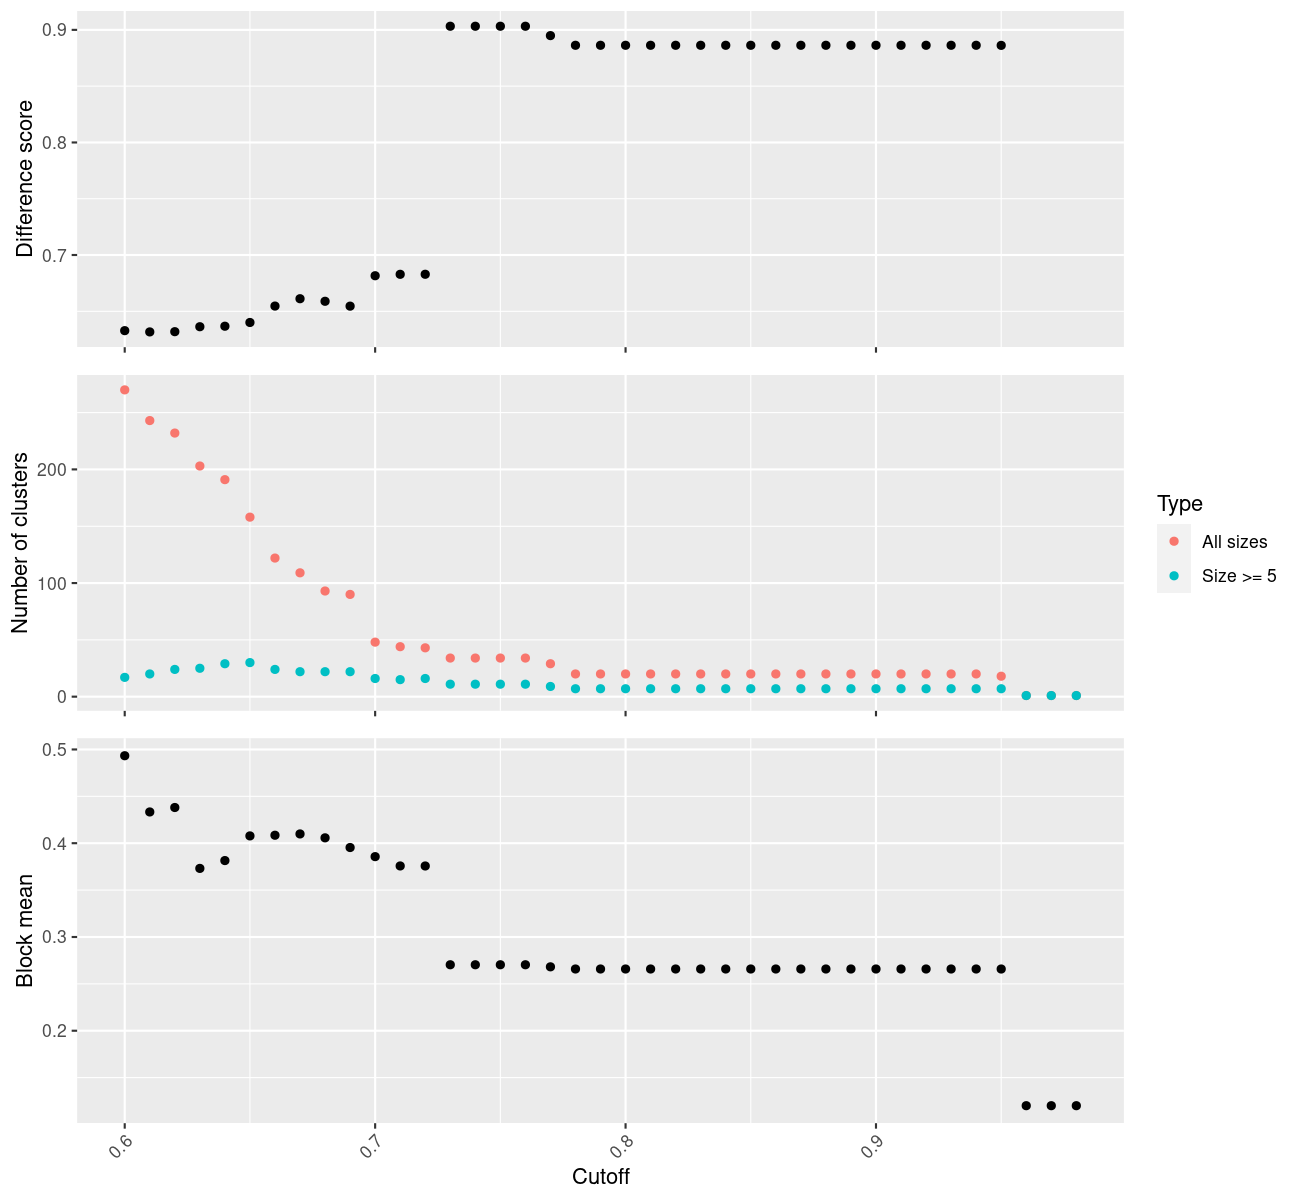 0.9
0.8
0.7
Difference score
200
100
0
Number of clusters
Type
All sizes
Size >= 5
0.5
0.4
0.3
0.2
Block mean
0.6
0.7
0.8
0.9
Cutoff